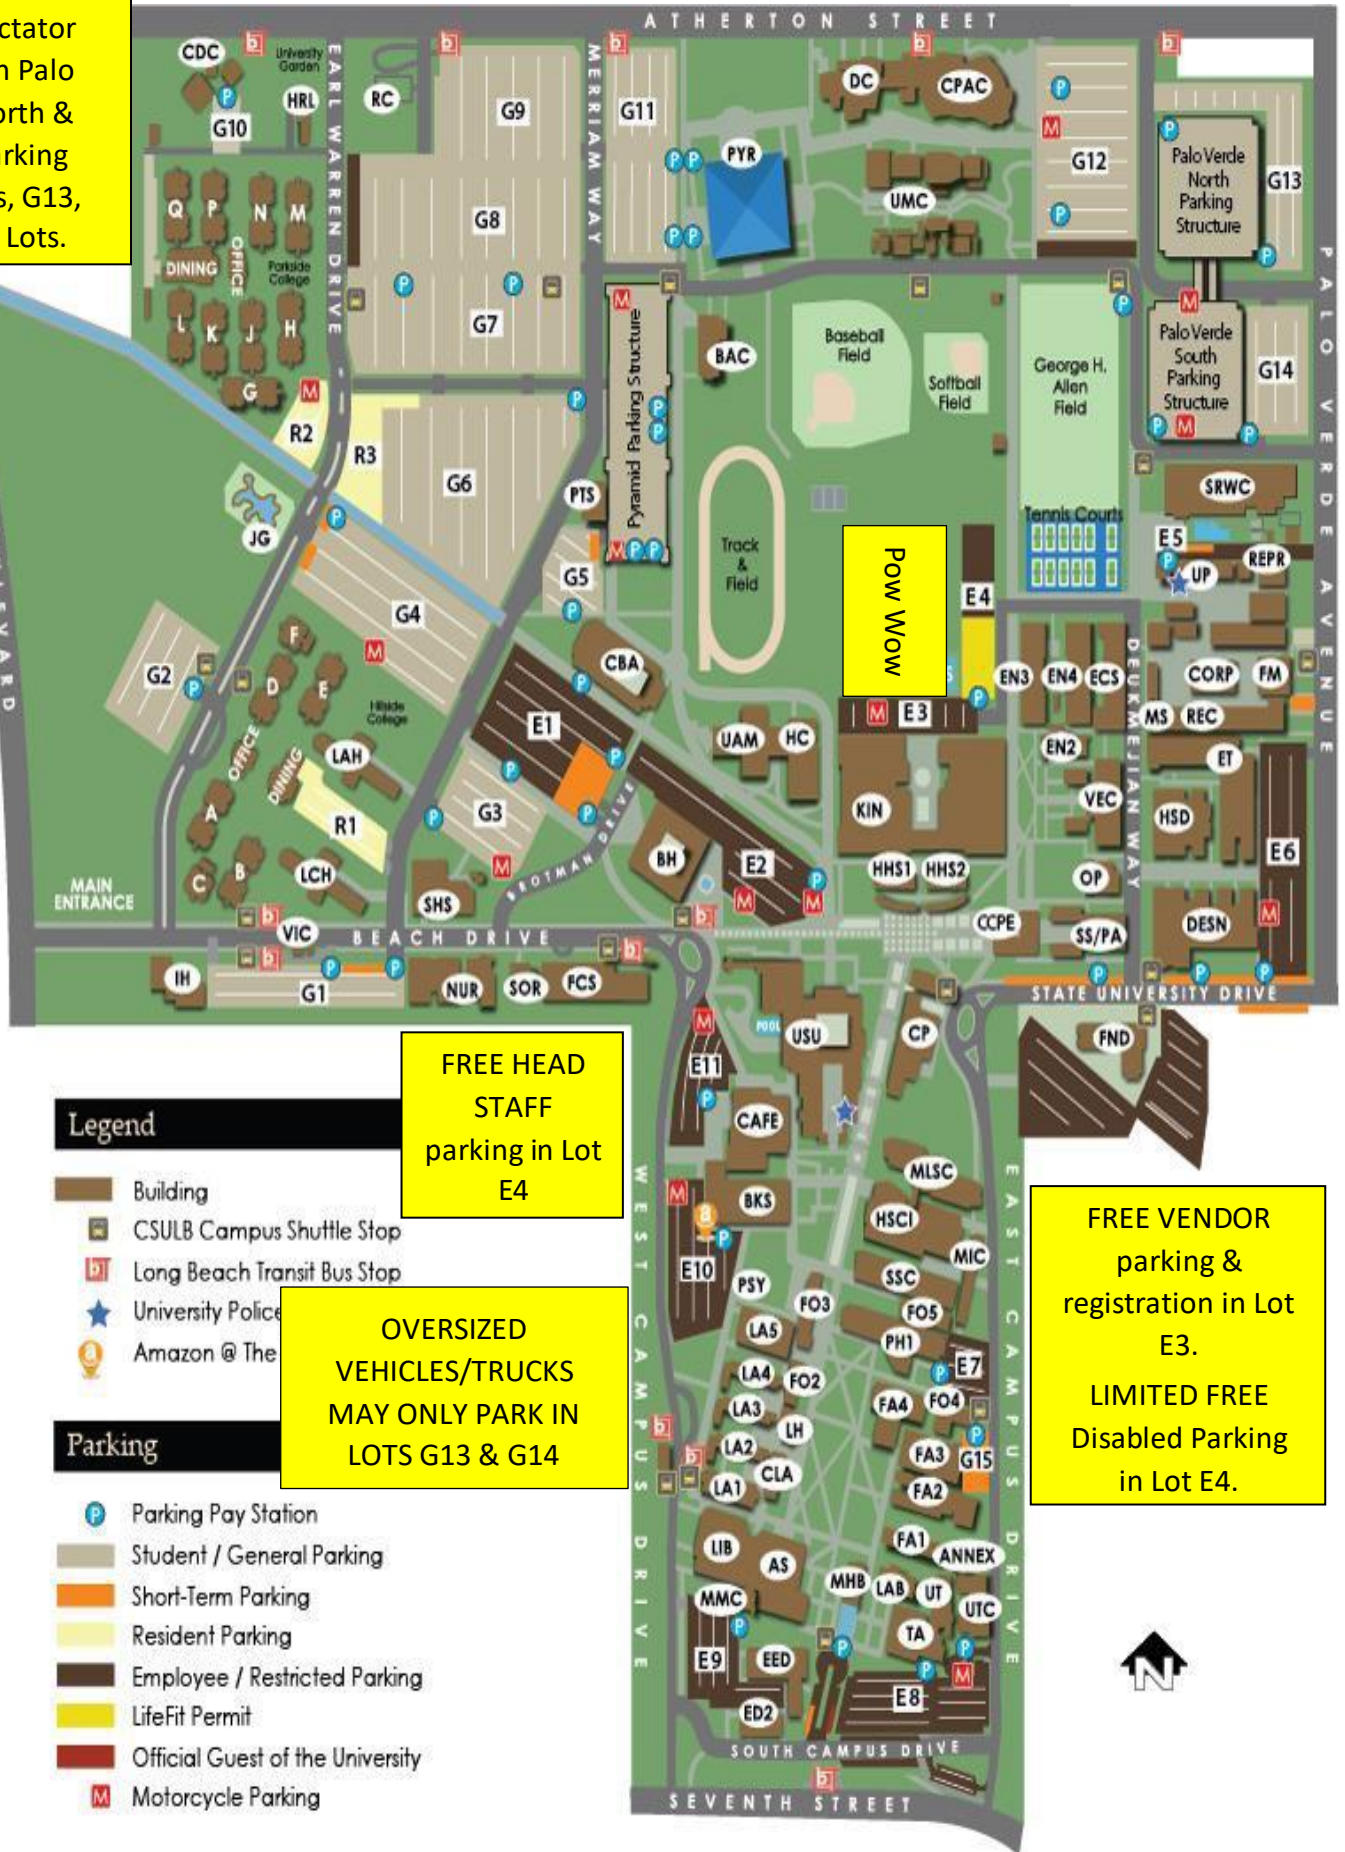 ctator
n Palo
orth &
arking
s, G13,
Lots.
ATHERTON STREET
CDC
University
Garden
HRL
G10
EARL WARREN DRIVE
RC
G9
MERRIAM WAY
G11
PYR
DC
CPAC
UMC
G12
Palo Verde
North
Parking
Structure
G13
Q
P
N
M
DINING
OFFICE
Parkside
College
L
K
J
H
G
G8
G7
Pyramid Parking Structure
BAC
Baseball
Field
Softball
Field
George H.
Allen
Field
Palo Verde
South
Parking
Structure
G14
PALO VERDE AVENUE
R2
R3
G6
PTS
JG
G5
Track
&
Field
Pow Wow
E4
Tennis Courts
SRWC
E5
UP
REPR
G4
G2
F
D
E
Hillside
College
CBA
E1
UAM
HC
E3
EN3
EN4
ECS
DEUKMEJIAN WAY
CORP
FM
MS
REC
EN2
ET
OFFICE
DINING
LAH
A
R1
G3
BROTMAN DRIVE
BH
E2
KIN
VEC
HSD
E6
C
B
LCH
SHS
HHS1
HHS2
OP
MAIN
ENTRANCE
VIC
BEACH DRIVE
CCPE
SS/PA
DESN
IH
G1
NUR
SOR
FCS
STATE UNIVERSITY DRIVE
POOL
USU
CP
FND
E11
CAFE
FREE HEAD
STAFF
parking in Lot
E4
Legend
Building
CSULB Campus Shuttle Stop
Long Beach Transit Bus Stop
University Police
Amazon @ The
WEST CAMPUS DRIVE
EAST CAMPUS DRIVE
BKS
MLSC
HSCI
MIC
E10
PSY
SSC
FO3
FO5
LA5
PH1
E7
LA4
FO2
LA3
FA4
FO4
LH
LA2
CLA
FA3
G15
LA1
FA2
FREE VENDOR
parking &
registration in Lot
E3.
LIMITED FREE
Disabled Parking
in Lot E4.
OVERSIZED
VEHICLES/TRUCKS
MAY ONLY PARK IN
LOTS G13 & G14
Parking
Parking Pay Station
Student / General Parking
Short-Term Parking
Resident Parking
Employee / Restricted Parking
LifeFit Permit
Official Guest of the University
Motorcycle Parking
LIB
AS
FA1
ANNEX
MHB
LAB
UT
MMC
UTC
TA
E9
EED
E8
ED2
SOUTH CAMPUS DRIVE
SEVENTH STREET
N